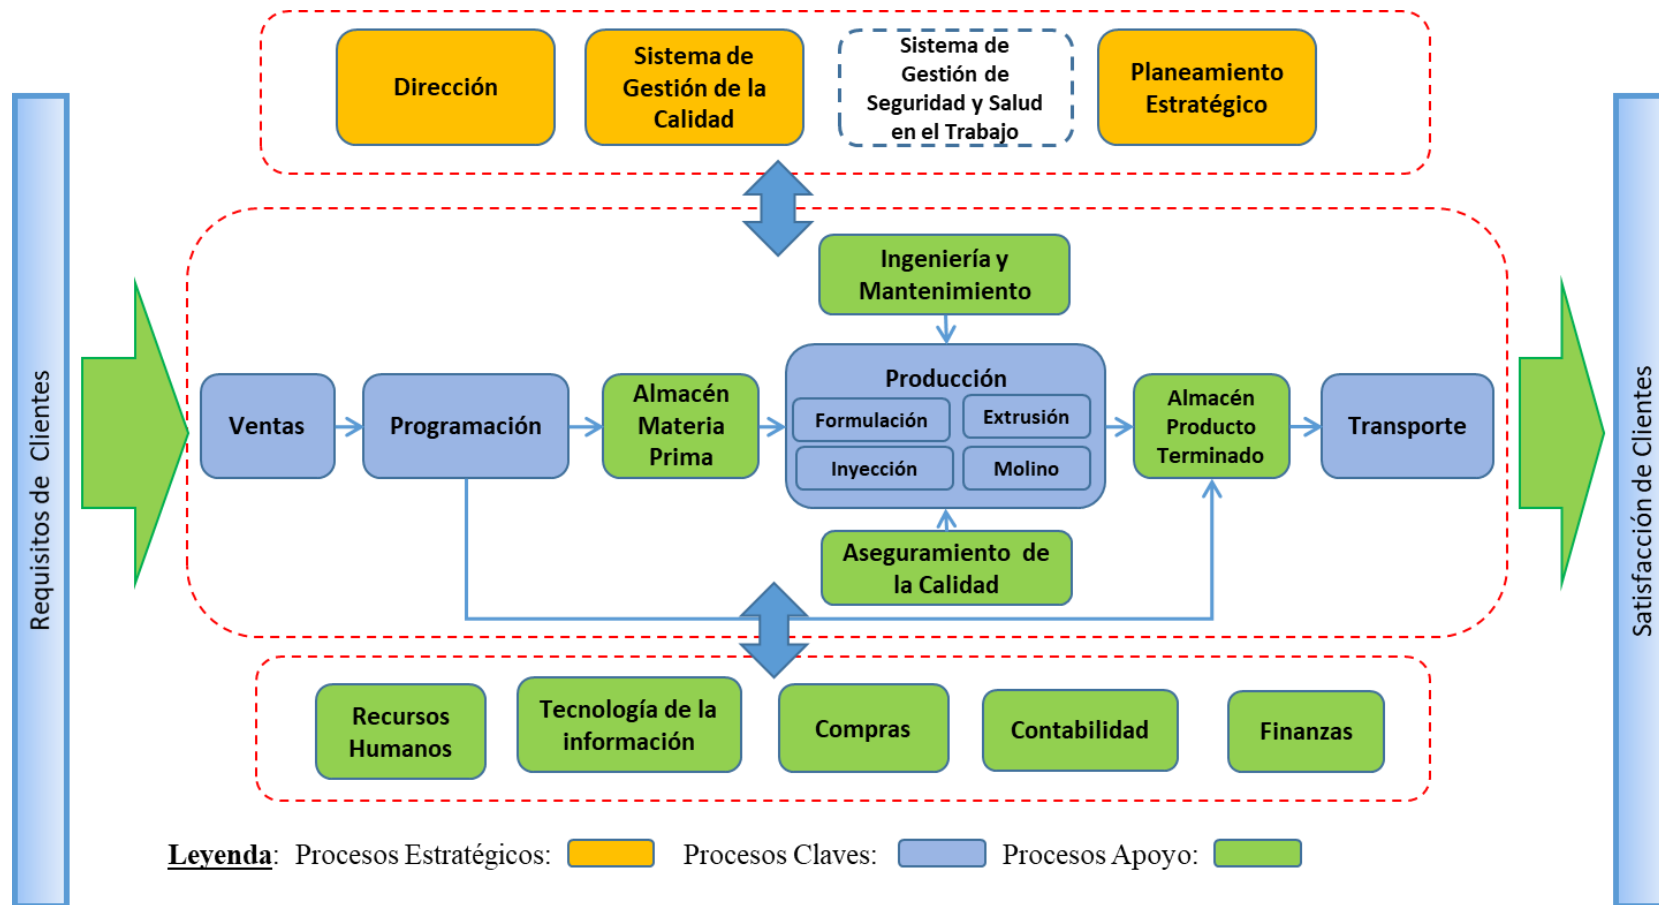 Dirección
Sistema de
Gestión de la
Calidad
Sistema de
Gestión de
Seguridad y Salud
en el Trabajo
Planeamiento
Estratégico
Requisitos de Clientes
Ingeniería y
Mantenimiento
Ventas
Programación
Almacén
Materia
Prima
Producción
Formulación
Extrusión
Inyección
Molino
Almacén
Producto
Terminado
Transporte
Aseguramiento de
la Calidad
Satisfacción de Clientes
Recursos
Humanos
Tecnología de la
información
Compras
Contabilidad
Finanzas
Leyenda: Procesos Estratégicos: Procesos Claves: Procesos Apoyo: